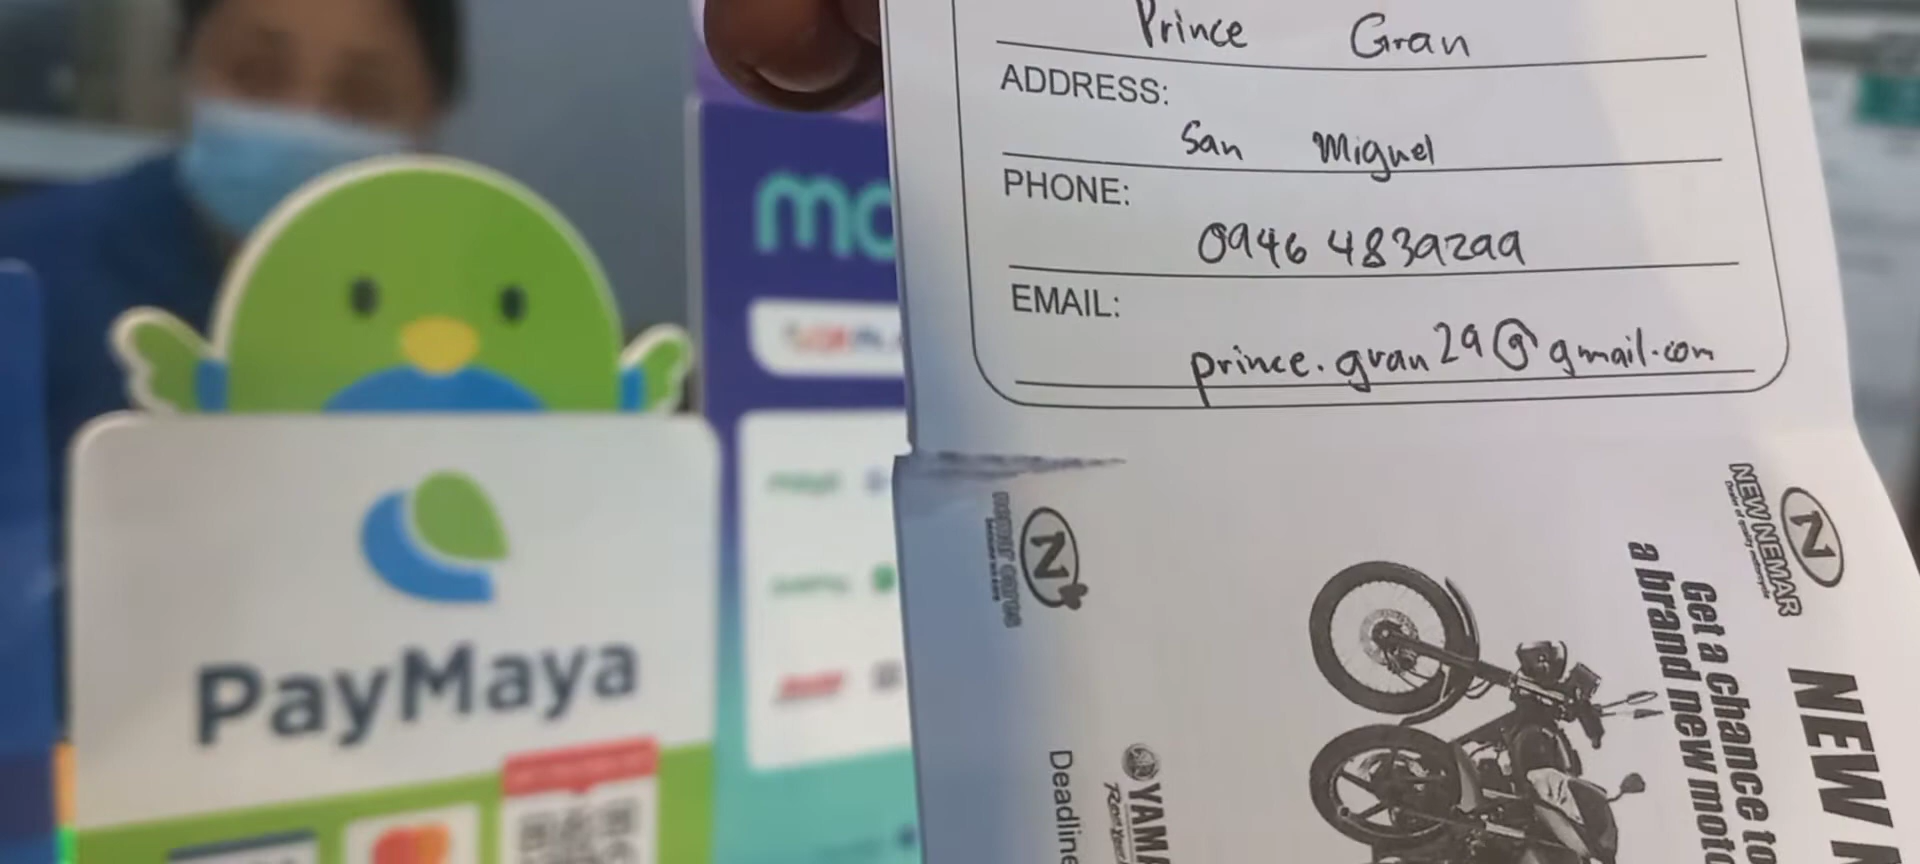 Prince Gran
ADDRESS:
San Miguel
PHONE:
0946 4839299
EMAIL:
prince.gran29@gmail.com
PayMaya
N
NEW NEMAR
N
Get a chance to
a brand new moto
NEW
YAMA
Deadline